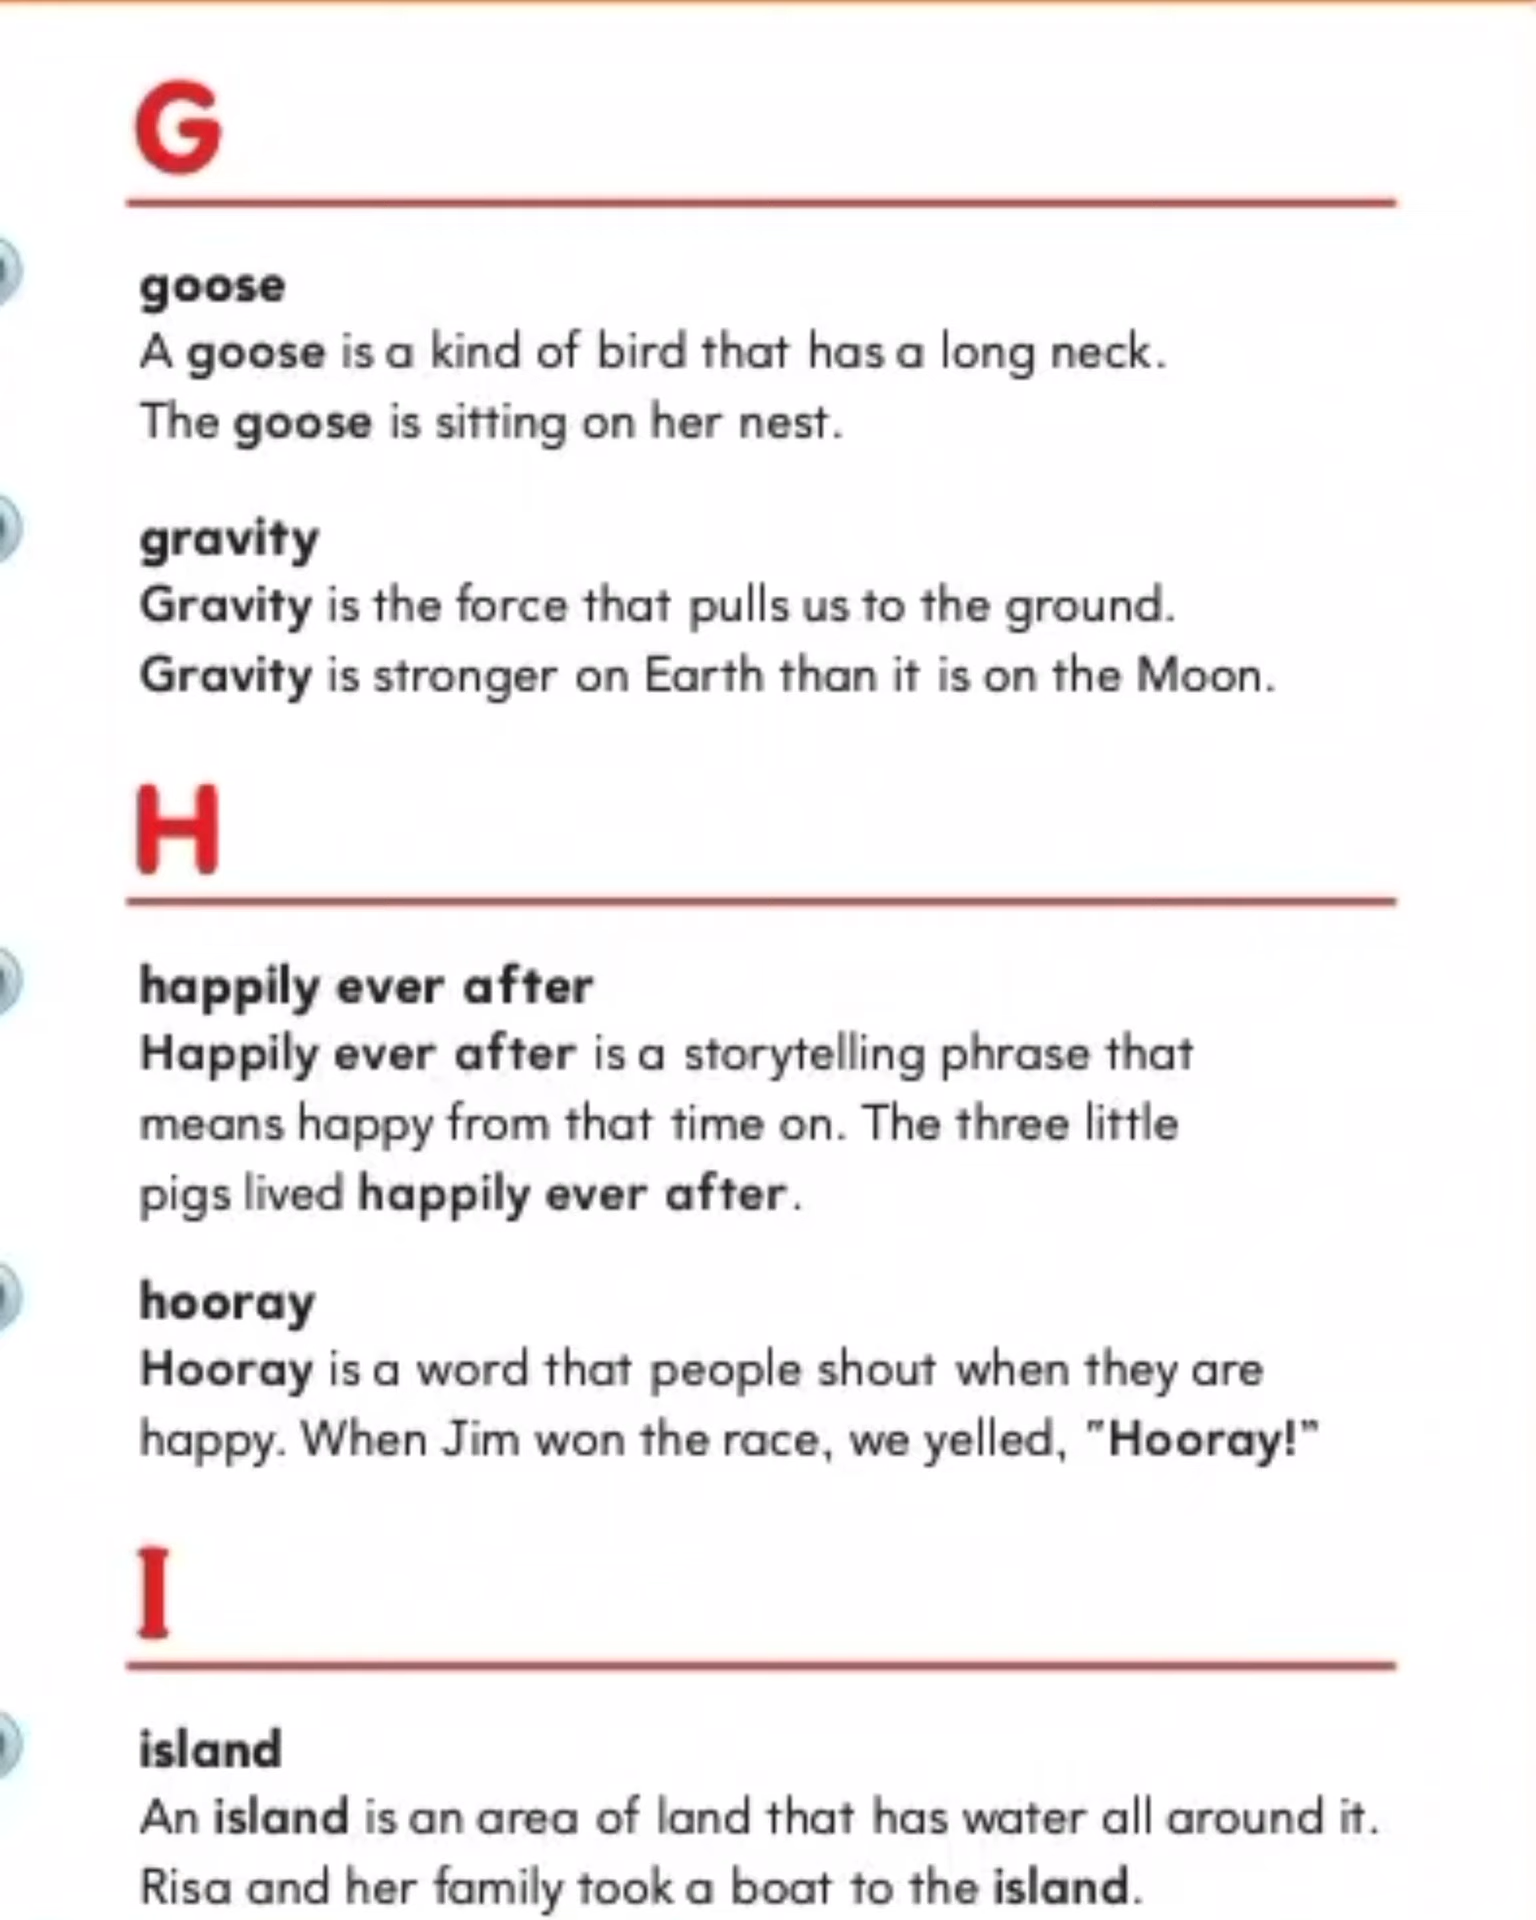 G
goose
A goose is a kind of bird that has a long neck.
The goose is sitting on her nest.
gravity
Gravity is the force that pulls us to the ground.
Gravity is stronger on Earth than it is on the Moon.
H
happily ever after
Happily ever after is a storytelling phrase that
means happy from that time on. The three little
pigs lived happily ever after.
hooray
Hooray is a word that people shout when they are
happy. When Jim won the race, we yelled, "Hooray!"
I
island
An island is an area of land that has water all around it.
Risa and her family took a boat to the island.